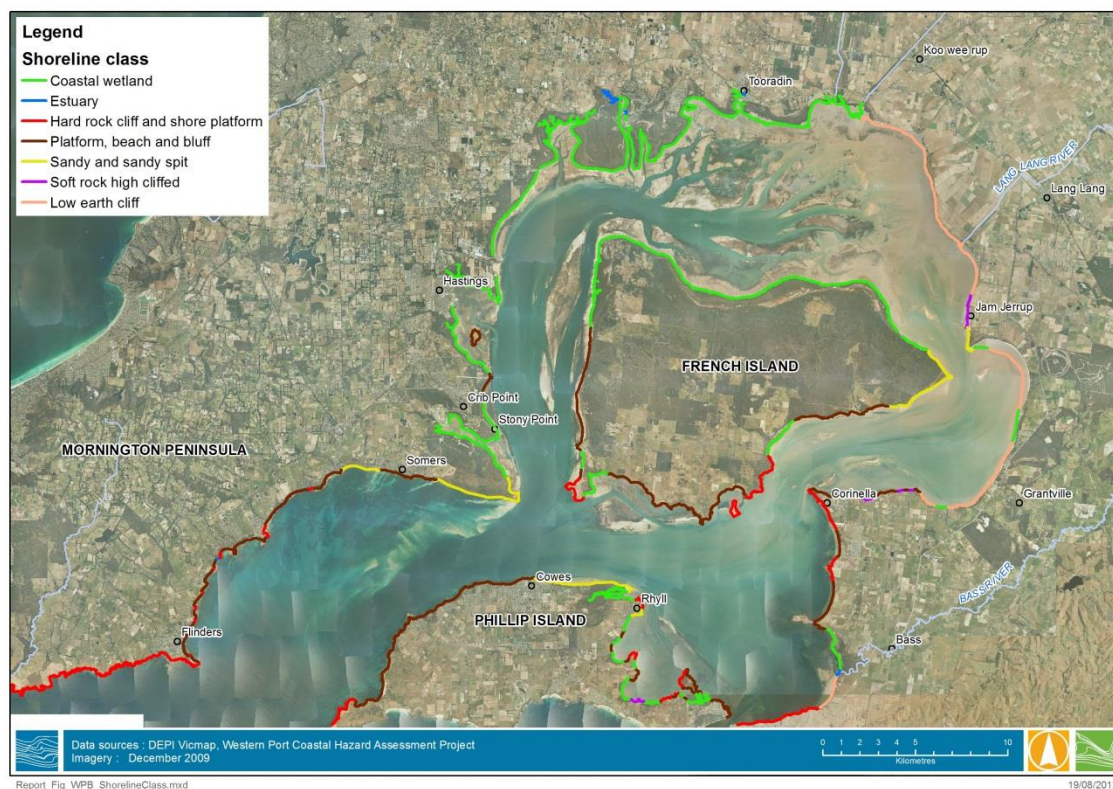 Legend
Shoreline class
Coastal wetland
Estuary
Hard rock cliff and shore platform
Platform, beach and bluff
Sandy and sandy spit
Soft rock high cliffed
Low earth cliff
Koo wee rup
Tooradin
LANG LANG RIVER
Lang Lang
Hastings
Jam Jerrup
FRENCH ISLAND
Crib Point
Stony Point
MORNINGTON PENINSULA
Somers
Corinella
Grantville
Cowes
BASS RIVER
Rhyll
PHILLIP ISLAND
Flinders
Bass
Data sources : DEPI Vicmap, Western Port Coastal Hazard Assessment Project
Imagery : December 2009
0 2 4 6 8 10
Kilometres
Report_Fig_WPB_ShorelineClass.mxd